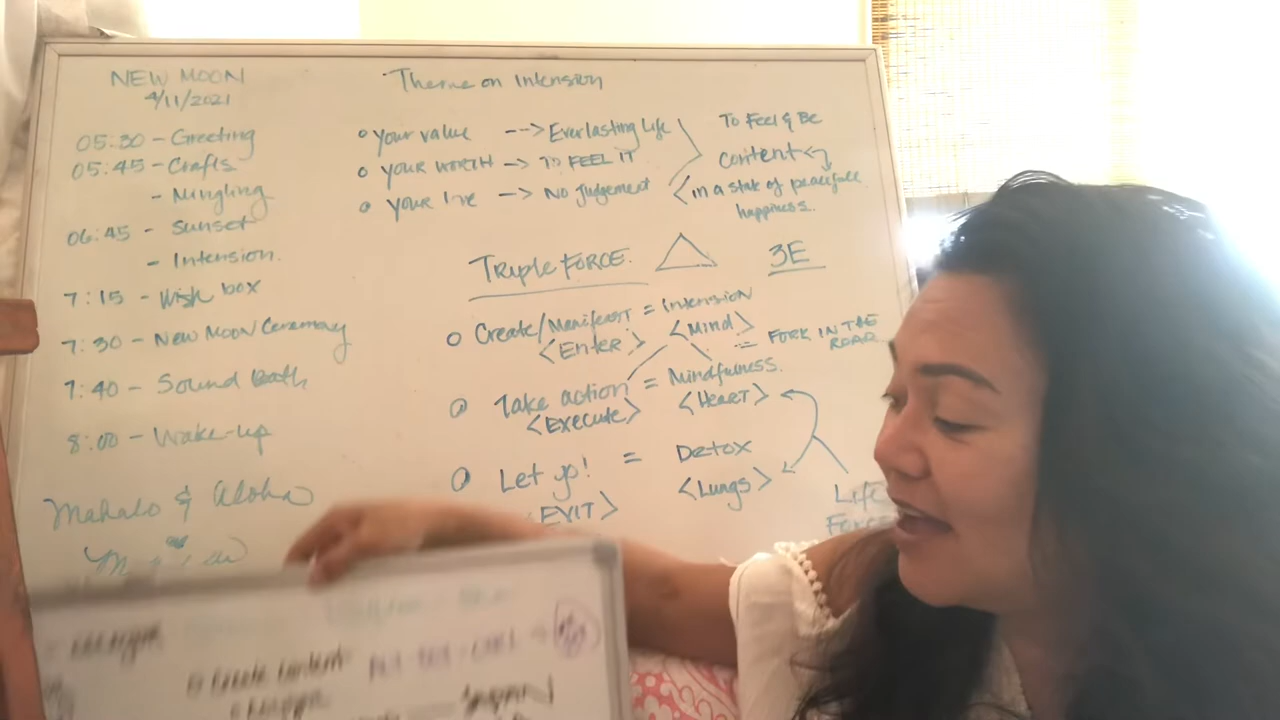 NEW MOON
4/11/2021
05:30 - Greeting
05:45 - Crafts
- Mingling
06:45 - Sunset
- Intension.
7:15 - Wish box
7:30 - New Moon Ceremony
7:40 - Sound Bath
8:00 - Wake-up
Mahalo & Aloha
Theme on Intension
o Your value --> Everlasting Life
o YOUR WORTH --> TO FEEL IT
o Your love --> No Judgement
To Feel & Be
Content
in a state of peacefull
happiness..
Triple FORCE.
3E
o Create/Manifest = Intension
<Enter> <Mind>
= FORK IN THE
ROAD
o Take action = Mindfulness.
<Execute> <HearT>
o Let go! = Detox
<EXIT> <Lungs>
Life
Force
Create Content